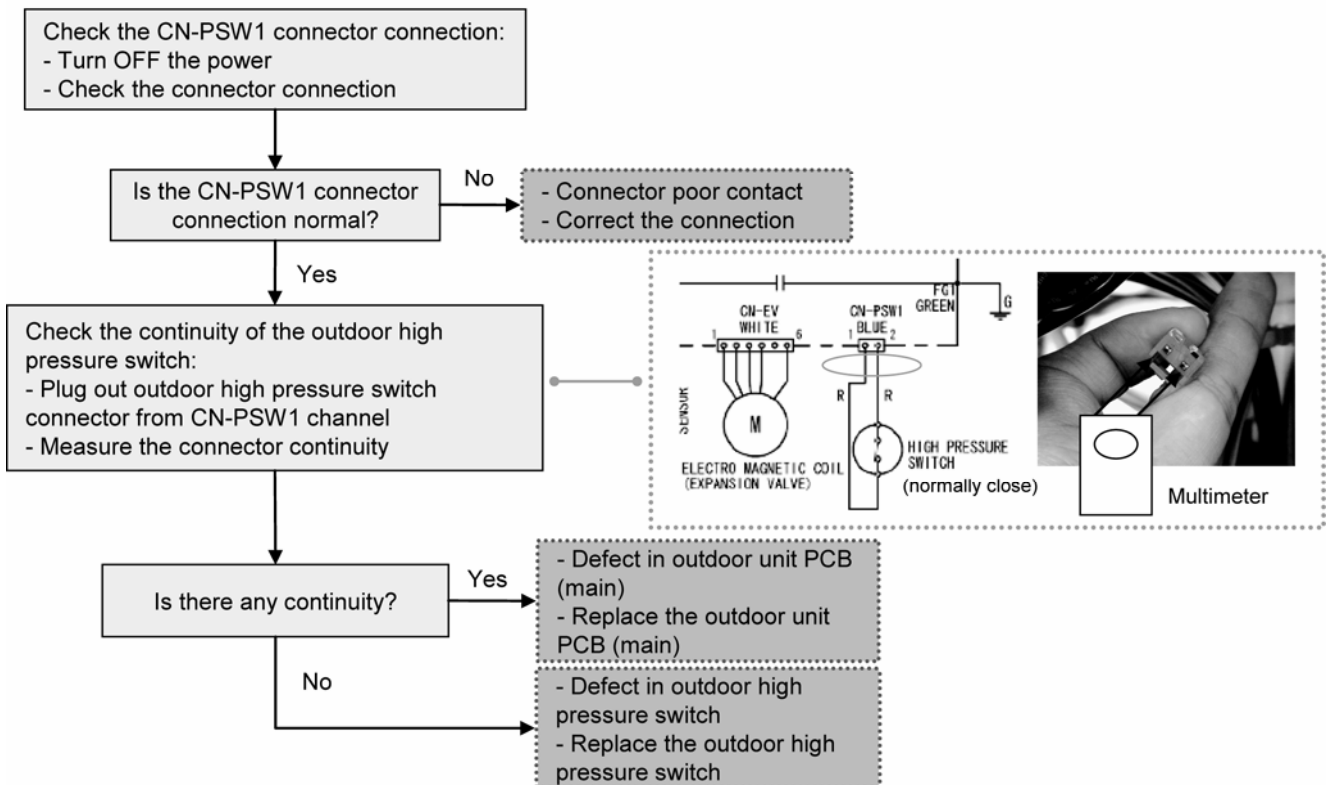 Check the CN-PSW1 connector connection:
- Turn OFF the power
- Check the connector connection
Is the CN-PSW1 connector
connection normal?
No
- Connector poor contact
- Correct the connection
Yes
Check the continuity of the outdoor high
pressure switch:
- Plug out outdoor high pressure switch
connector from CN-PSW1 channel
- Measure the connector continuity
CN-EV
WHITE
1
6
CN-PSW1
BLUE
1
2
FG1
GREEN
G
SENSOR
M
R
R
ELECTRO MAGNETIC COIL
(EXPANSION VALVE)
HIGH PRESSURE
SWITCH
(normally close)
Multimeter
Is there any continuity?
Yes
- Defect in outdoor unit PCB
(main)
- Replace the outdoor unit
PCB (main)
No
- Defect in outdoor high
pressure switch
- Replace the outdoor high
pressure switch